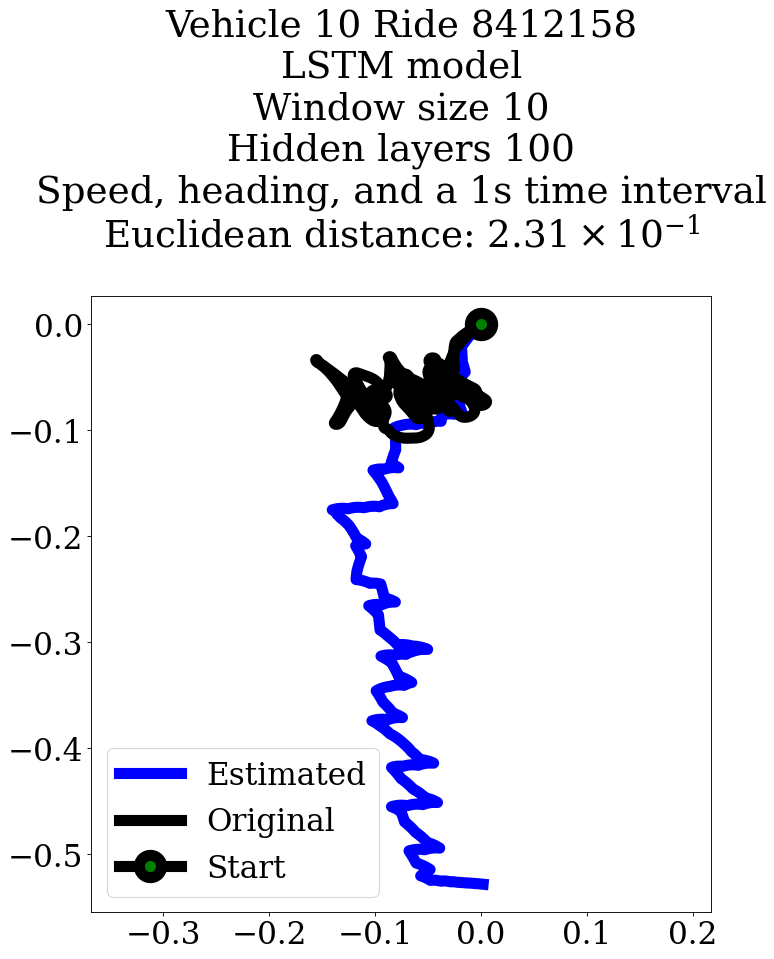 Vehicle 10 Ride 8412158
LSTM model
Window size 10
Hidden layers 100
Speed, heading, and a 1s time interval
Euclidean distance: 2.31 × 10⁻¹
0.0
−0.1
−0.2
−0.3
−0.4
−0.5
Estimated
Original
Start
−0.3 −0.2 −0.1 0.0 0.1 0.2